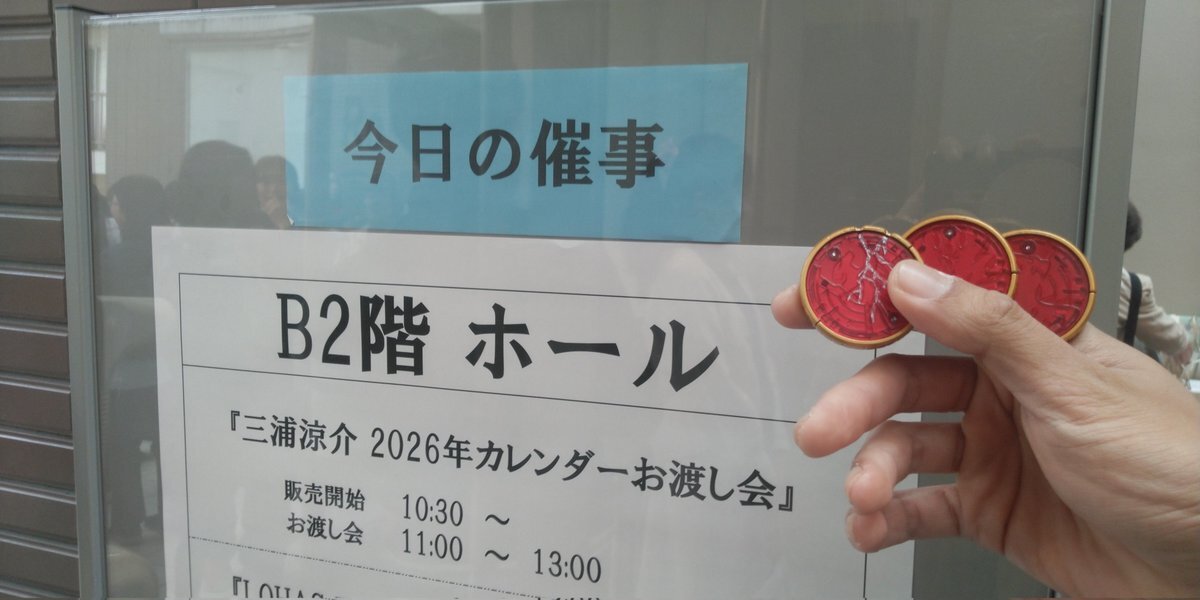 今日の催事
B2階 ホール
『三浦涼介 2026年カレンダーお渡し会』
販売開始 10:30 ～
お渡し会 11:00 ～ 13:00
『LOHAS